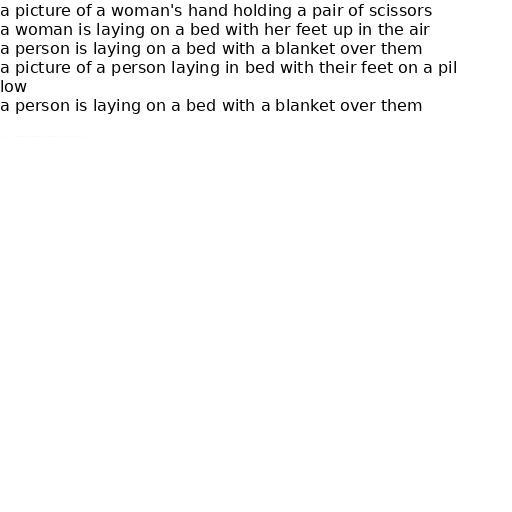 a picture of a woman's hand holding a pair of scissors
a woman is laying on a bed with her feet up in the air
a person is laying on a bed with a blanket over them
a picture of a person laying in bed with their feet on a pil
low
a person is laying on a bed with a blanket over them